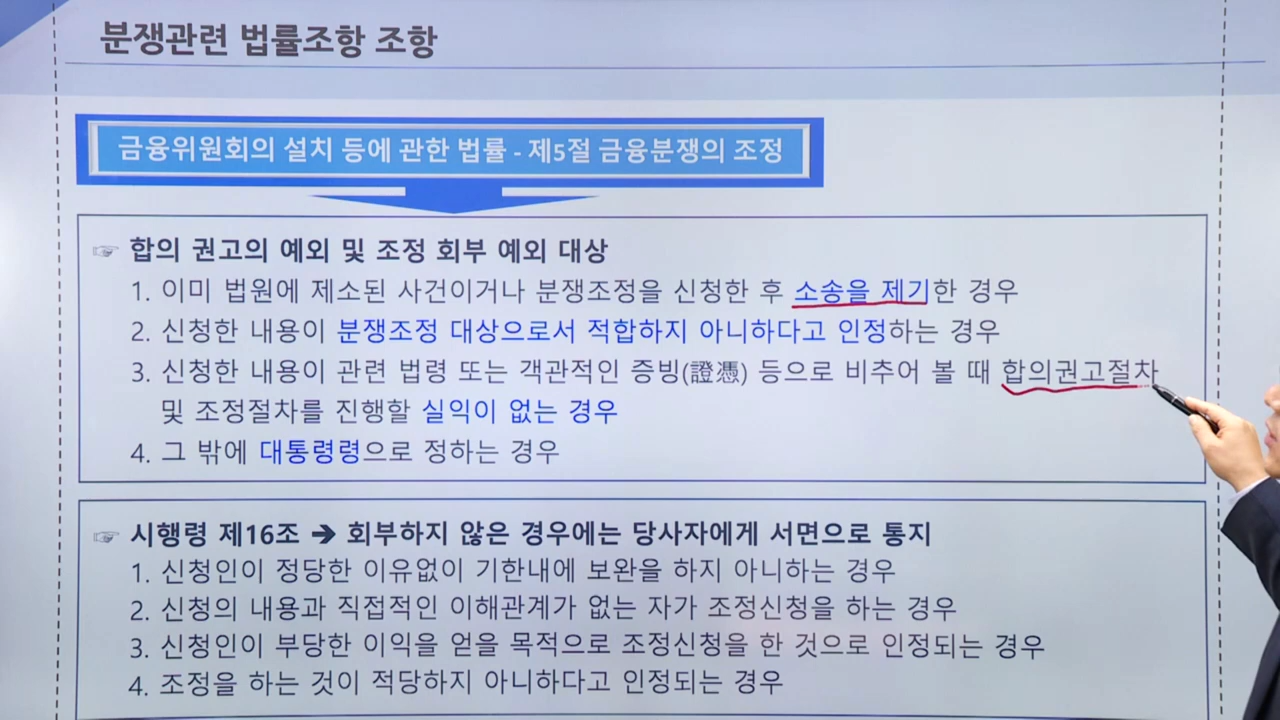 분쟁관련 법률조항 조항
금융위원회의 설치 등에 관한 법률 - 제5절 금융분쟁의 조정
☞ 합의 권고의 예외 및 조정 회부 예외 대상
1. 이미 법원에 제소된 사건이거나 분쟁조정을 신청한 후 소송을 제기한 경우
2. 신청한 내용이 분쟁조정 대상으로서 적합하지 아니하다고 인정하는 경우
3. 신청한 내용이 관련 법령 또는 객관적인 증빙(證憑) 등으로 비추어 볼 때 합의권고절차
및 조정절차를 진행할 실익이 없는 경우
4. 그 밖에 대통령령으로 정하는 경우
☞ 시행령 제16조 → 회부하지 않은 경우에는 당사자에게 서면으로 통지
1. 신청인이 정당한 이유없이 기한내에 보완을 하지 아니하는 경우
2. 신청의 내용과 직접적인 이해관계가 없는 자가 조정신청을 하는 경우
3. 신청인이 부당한 이익을 얻을 목적으로 조정신청을 한 것으로 인정되는 경우
4. 조정을 하는 것이 적당하지 아니하다고 인정되는 경우